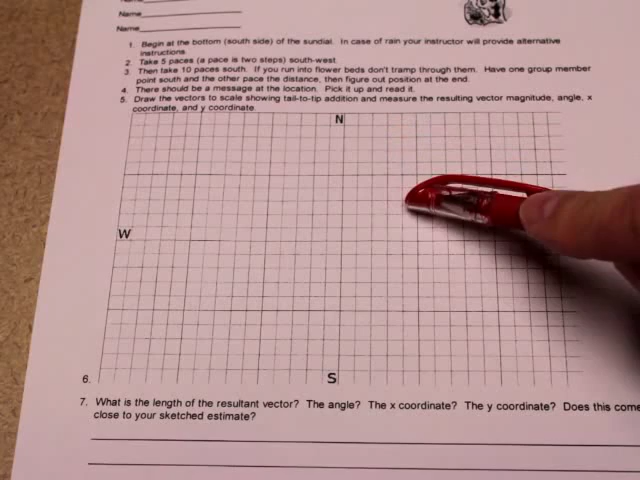 Name
Name
Name
1. Begin at the bottom (south side) of the sundial. In case of rain your instructor will provide alternative
instructions.
2. Take 5 paces (a pace is two steps) south-west.
3. Then take 10 paces south. If you run into flower beds don't tramp through them. Have one group member
point south and the other pace the distance, then figure out position at the end.
4. There should be a message at the location. Pick it up and read it.
5. Draw the vectors to scale showing tail-to-tip addition and measure the resulting vector magnitude, angle, x
coordinate, and y coordinate.
N
W
6. S
7. What is the length of the resultant vector? The angle? The x coordinate? The y coordinate? Does this come
close to your sketched estimate?